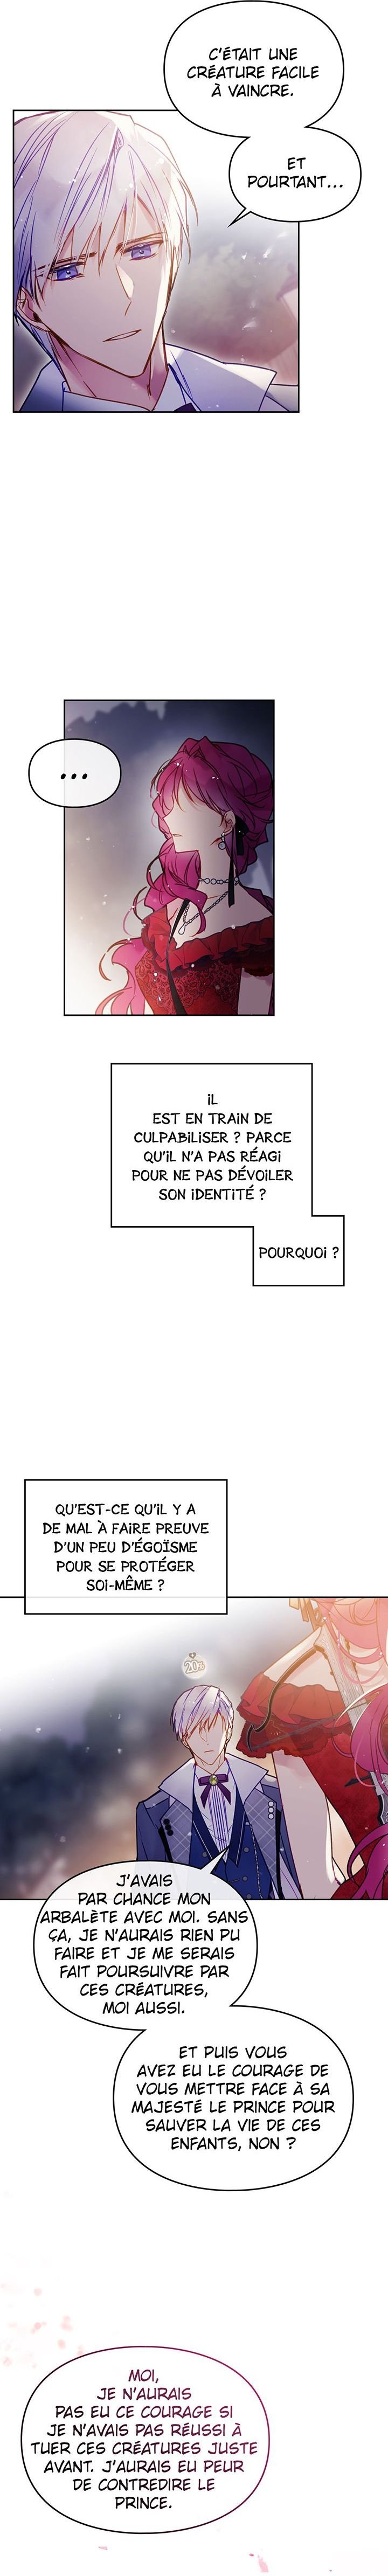 C'ÉTAIT UNE
CRÉATURE FACILE
À VAINCRE.
ET
POURTANT...
...
IL
EST EN TRAIN DE
CULPABILISER ? PARCE
QU'IL N'A PAS RÉAGI
POUR NE PAS DÉVOILER
SON IDENTITÉ ?
POURQUOI ?
QU'EST-CE QU'IL Y A
DE MAL À FAIRE PREUVE
D'UN PEU D'ÉGOÏSME
POUR SE PROTÉGER
SOI-MÊME ?
J'AVAIS
PAR CHANCE MON
ARBALÈTE AVEC MOI. SANS
ÇA, JE N'AURAIS RIEN PU
FAIRE ET JE ME SERAIS
FAIT POURSUIVRE PAR
CES CRÉATURES,
MOI AUSSI.
ET PUIS VOUS
AVEZ EU LE COURAGE DE
VOUS METTRE FACE À SA
MAJESTÉ LE PRINCE POUR
SAUVER LA VIE DE CES
ENFANTS, NON ?
MOI,
JE N'AURAIS
PAS EU CE COURAGE SI
JE N'AVAIS PAS RÉUSSI À
TUER CES CRÉATURES JUSTE
AVANT. J'AURAIS EU PEUR
DE CONTREDIRE LE
PRINCE.